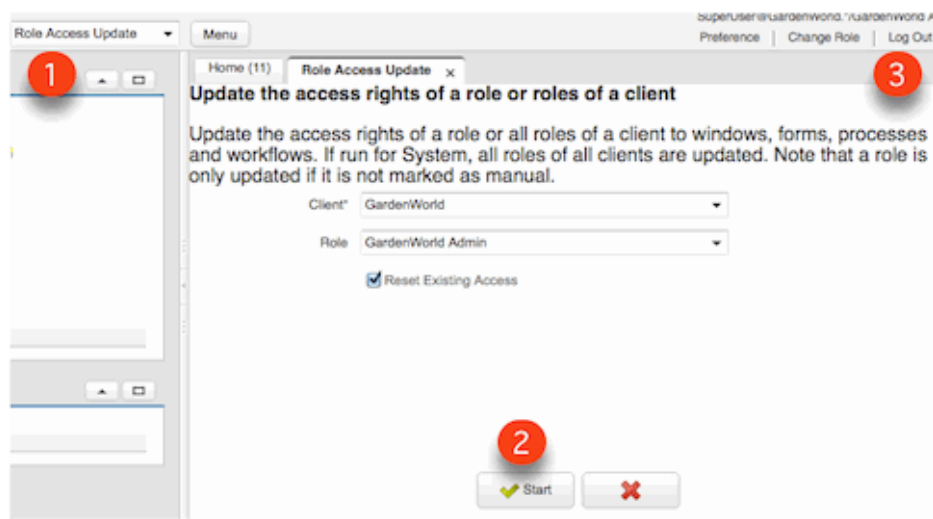 SuperUser@GardenWorld.*/GardenWorld A
Role Access Update
Menu
Preference | Change Role | Log Out
1
3
Home (11)
Role Access Update x
Update the access rights of a role or roles of a client
Update the access rights of a role or all roles of a client to windows, forms, processes
and workflows. If run for System, all roles of all clients are updated. Note that a role is
only updated if it is not marked as manual.
Client* GardenWorld
Role GardenWorld Admin
Reset Existing Access
2
Start